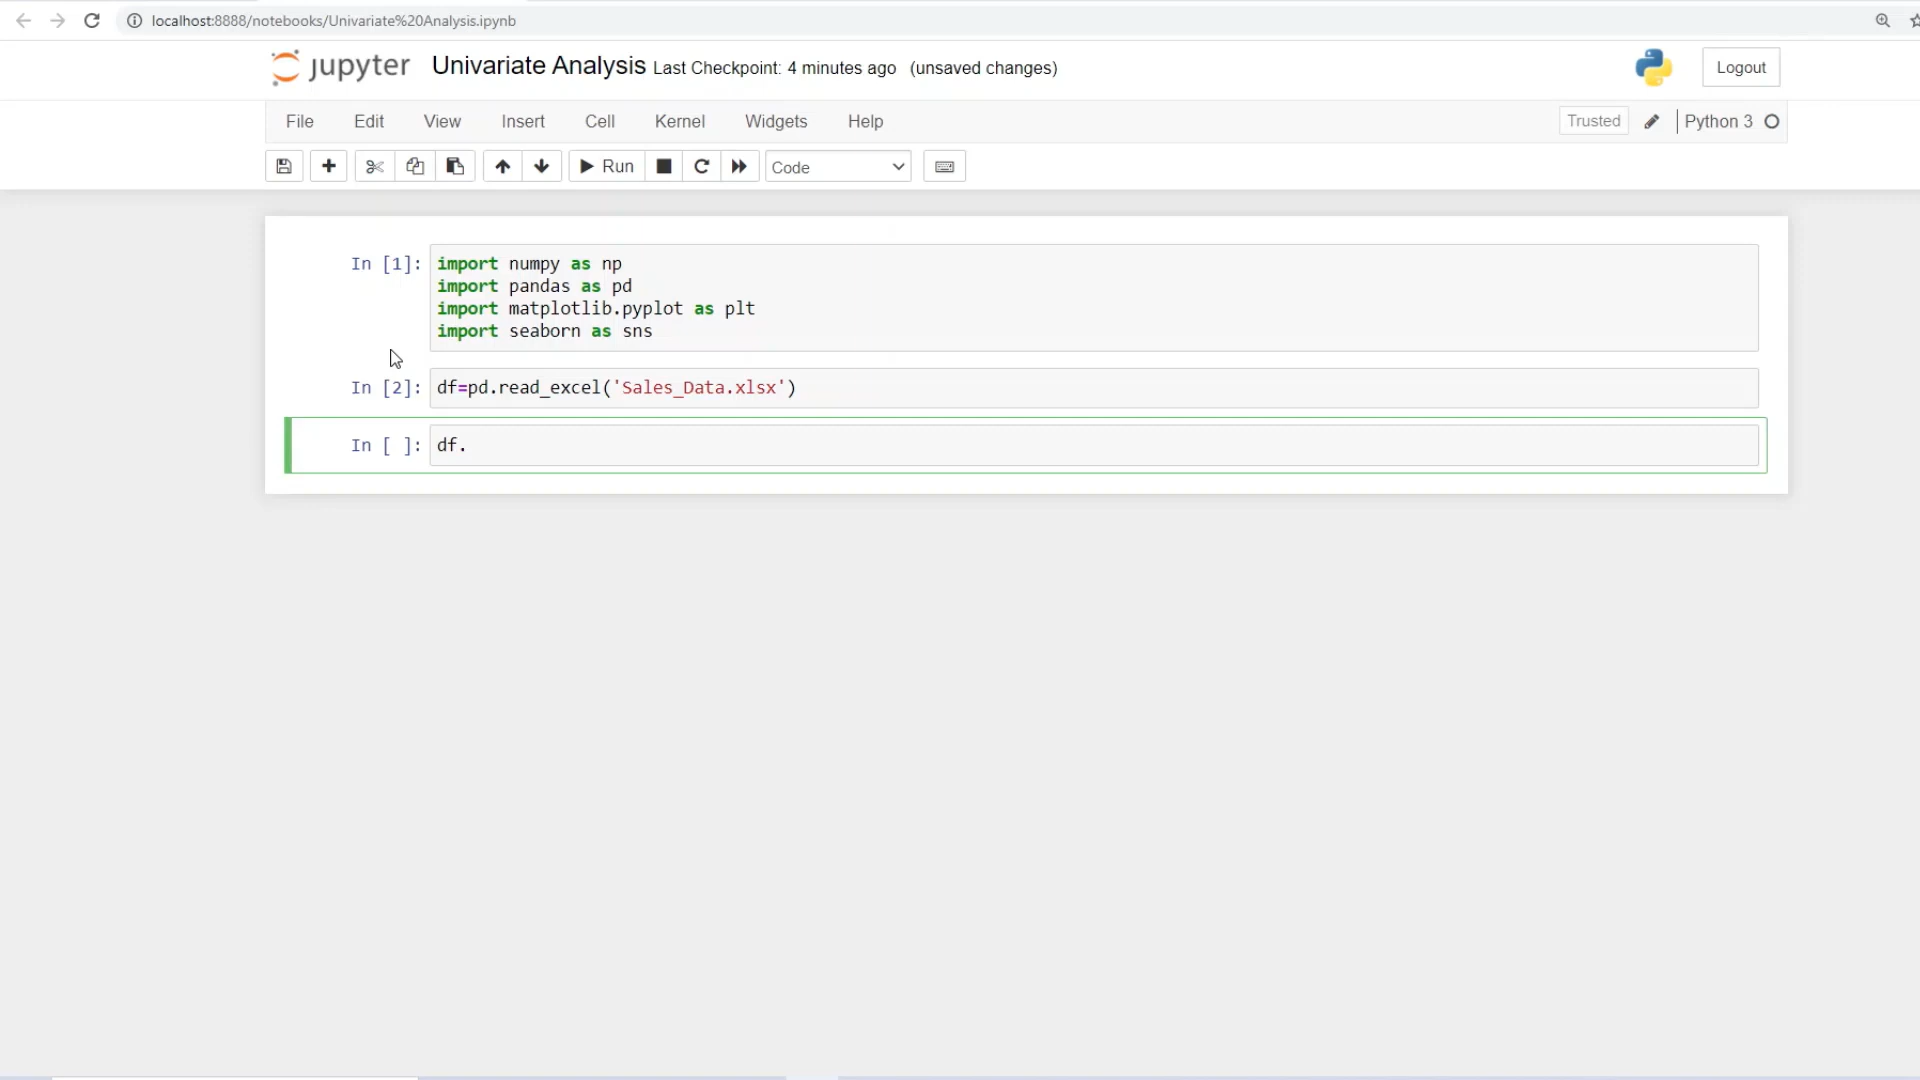 localhost:8888/notebooks/Univariate%20Analysis.ipynb
jupyter Univariate Analysis Last Checkpoint: 4 minutes ago (unsaved changes) Logout
File Edit View Insert Cell Kernel Widgets Help Trusted Python 3
Run Code
In [1]: import numpy as np
import pandas as pd
import matplotlib.pyplot as plt
import seaborn as sns
In [2]: df=pd.read_excel('Sales_Data.xlsx')
In [ ]: df.